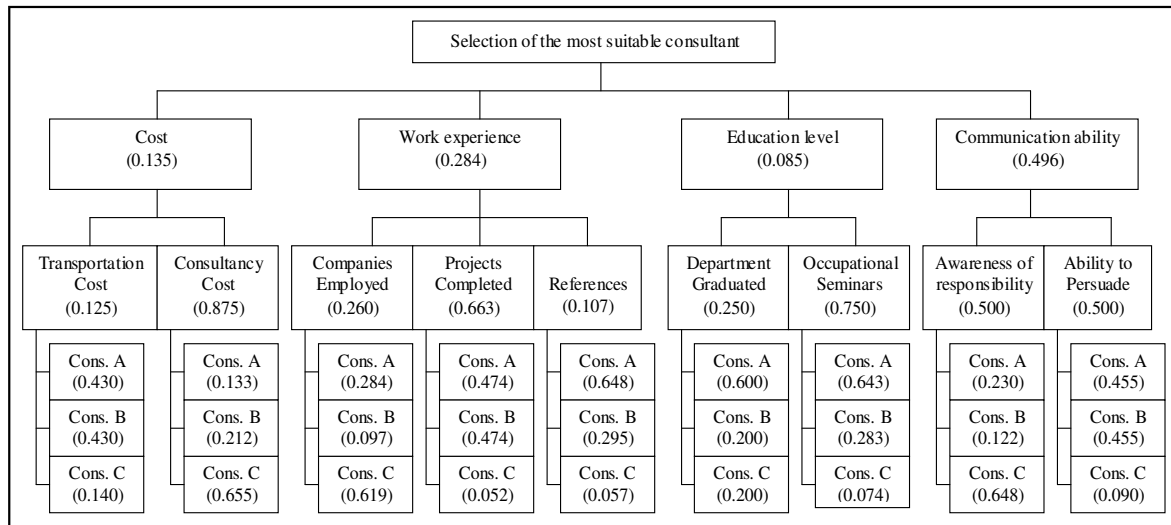 Selection of the most suitable consultant
Cost
(0.135)
Work experience
(0.284)
Education level
(0.085)
Communication ability
(0.496)
Transportation
Cost
(0.125)
Consultancy
Cost
(0.875)
Companies
Employed
(0.260)
Projects
Completed
(0.663)
References
(0.107)
Department
Graduated
(0.250)
Occupational
Seminars
(0.750)
Awareness of
responsibility
(0.500)
Ability to
Persuade
(0.500)
Cons. A
(0.430)
Cons. B
(0.430)
Cons. C
(0.140)
Cons. A
(0.133)
Cons. B
(0.212)
Cons. C
(0.655)
Cons. A
(0.284)
Cons. B
(0.097)
Cons. C
(0.619)
Cons. A
(0.474)
Cons. B
(0.474)
Cons. C
(0.052)
Cons. A
(0.648)
Cons. B
(0.295)
Cons. C
(0.057)
Cons. A
(0.600)
Cons. B
(0.200)
Cons. C
(0.200)
Cons. A
(0.643)
Cons. B
(0.283)
Cons. C
(0.074)
Cons. A
(0.230)
Cons. B
(0.122)
Cons. C
(0.648)
Cons. A
(0.455)
Cons. B
(0.455)
Cons. C
(0.090)